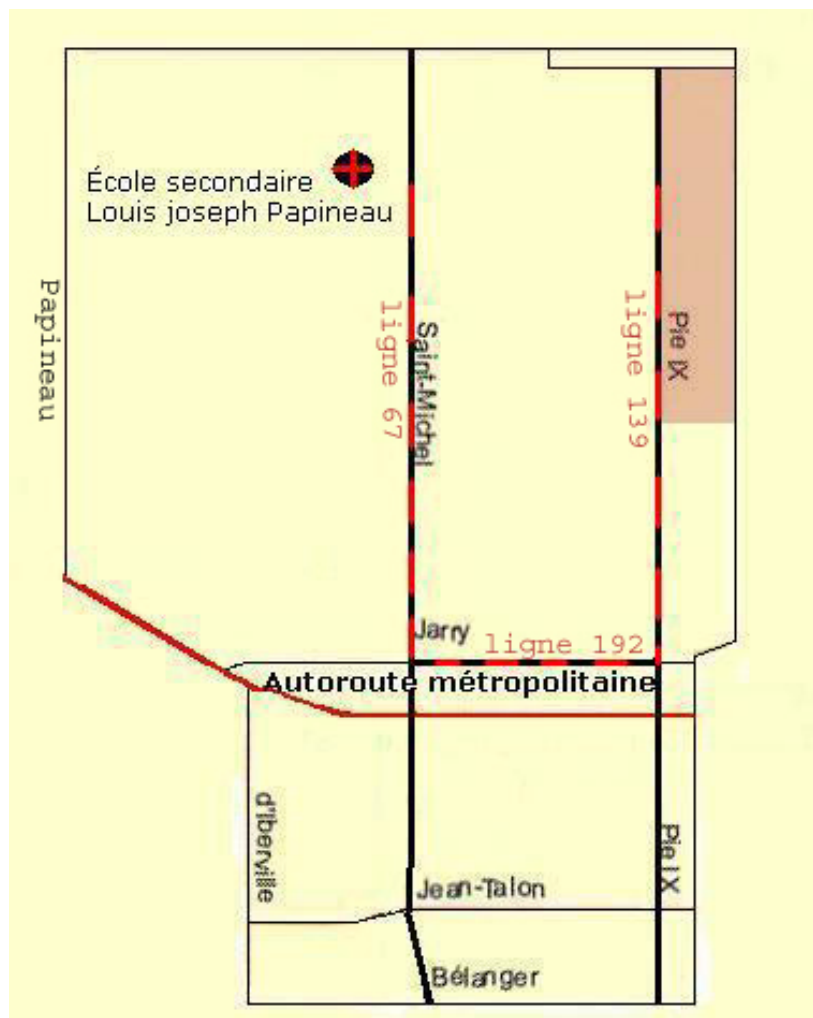 École secondaire
Louis joseph Papineau
Papineau
ligne 67
Saint-Michel
ligne 139
Pie IX
Jarry
ligne 192
Autoroute métropolitaine
d'Iberville
Pie IX
Jean-Talon
Bélanger